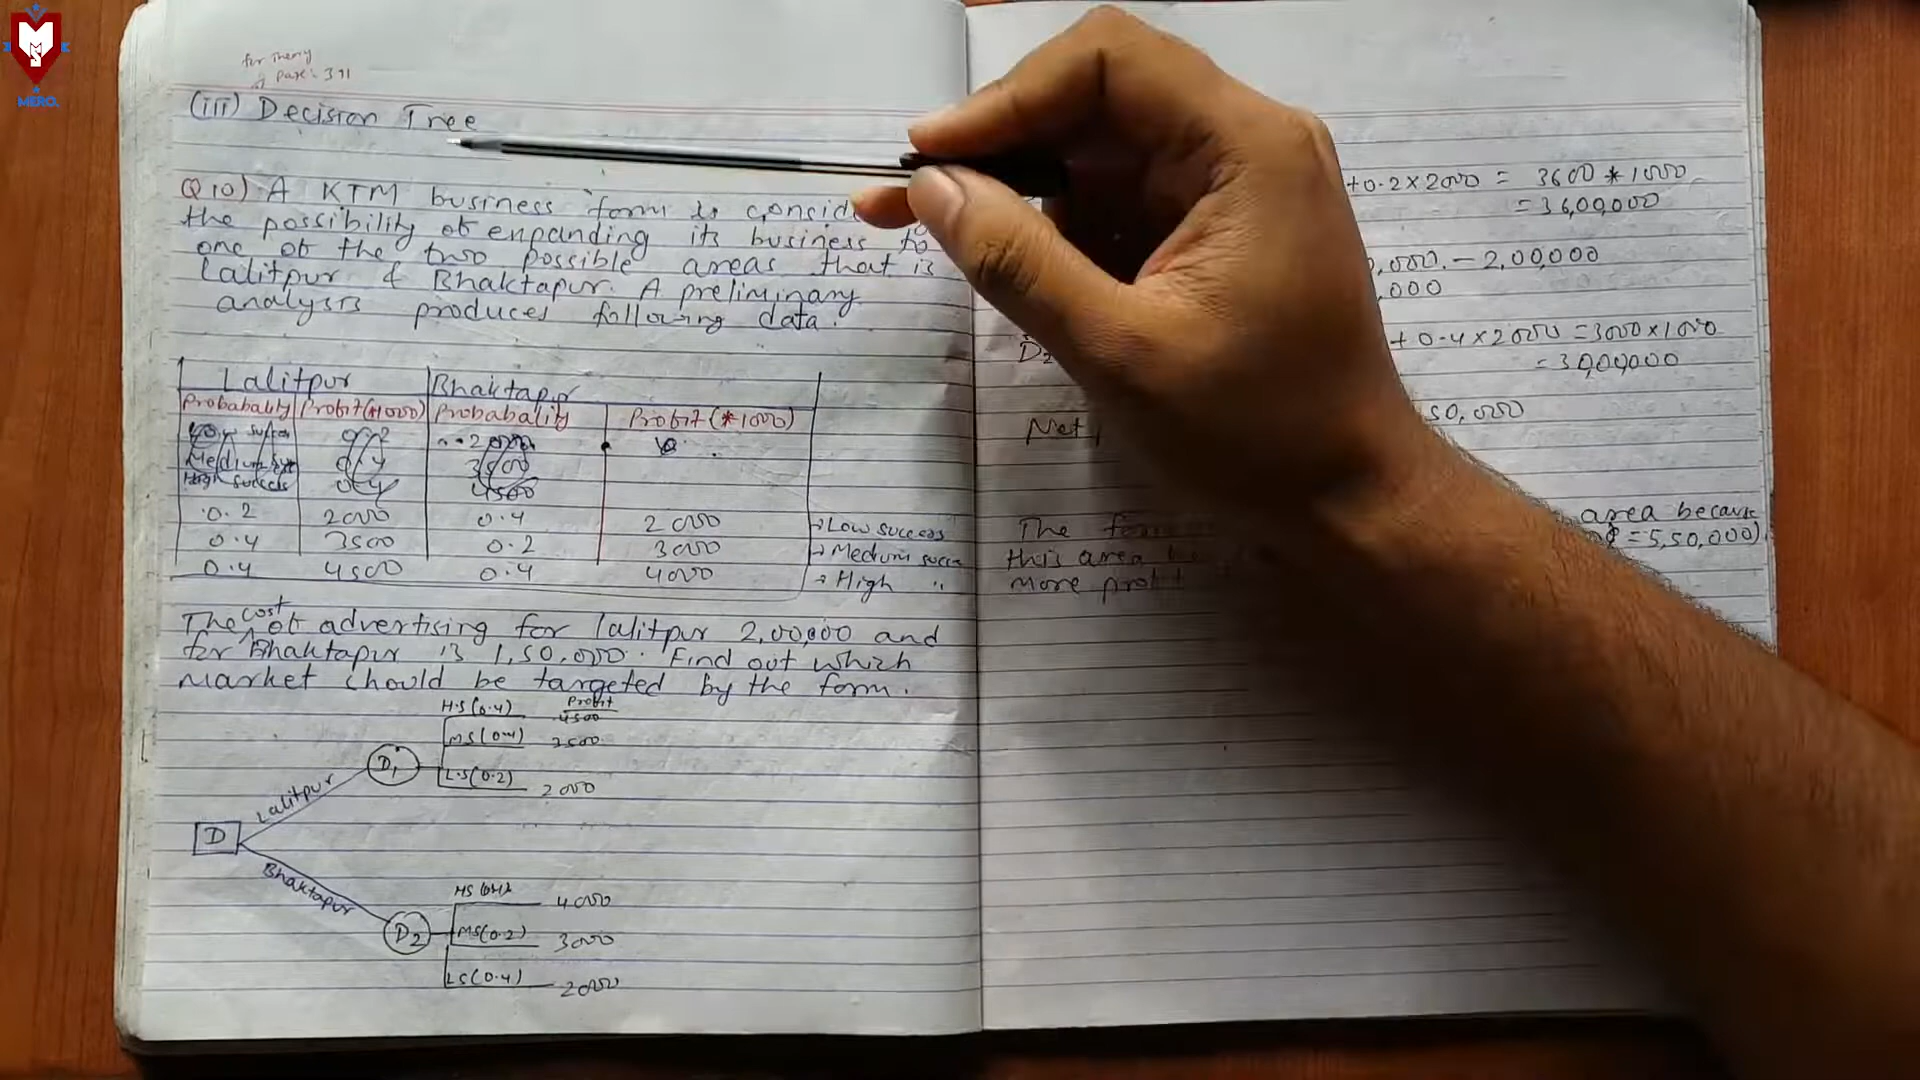 MS
MERO.
for Theory
Page: 391
(iii) Decision Tree
Q10) A KTM business form is consid
the possibility of expanding its business to
one of the two possible areas that is
Lalitpur & Bhaktapur. A preliminary
analysis produces following data.
Lalitpur Bhaktapur
Probability Profit(*1000) Probability Profit (*1000)
0.2 2000 0.4 2000 → Low success
0.4 3500 0.2 3000 → Medium succe
0.4 4500 0.4 4000 → High "
The cost of advertising for lalitpur 2,00,000 and
for Bhaktapur is 1,50,000. Find out which
market should be targeted by the form.
D
Lalitpur
D1
H.S (0.4) Profit 4500
MS (0.4) 3500
L.S (0.2) 2000
Bhaktapur
D2
HS 4000
MS (0.2) 3000
LS (0.4) 2000
+0.2×2000 = 3600 * 1000
= 36,00,000
,000. - 2,00,000
,000
D2 + 0.4×2000 = 3000×1000
= 30,00,000
Net 50,000
The area because
this area = 5,50,000)
more